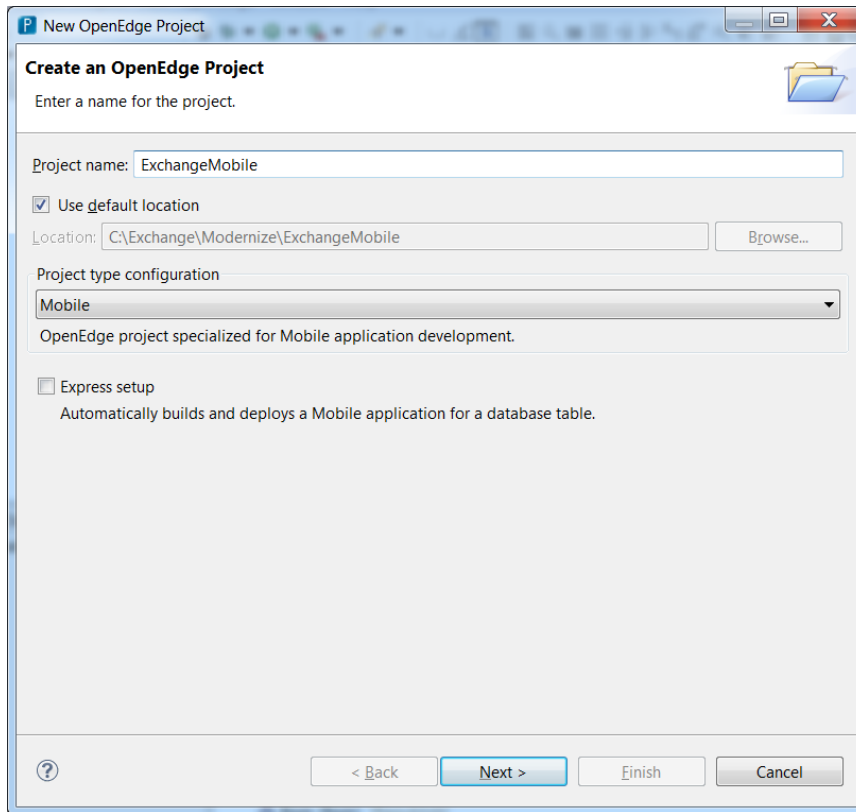 New OpenEdge Project
Create an OpenEdge Project
Enter a name for the project.
Project name: ExchangeMobile
Use default location
Location: C:\Exchange\Modernize\ExchangeMobile Browse...
Project type configuration
Mobile
OpenEdge project specialized for Mobile application development.
Express setup
Automatically builds and deploys a Mobile application for a database table.
? < Back Next > Finish Cancel